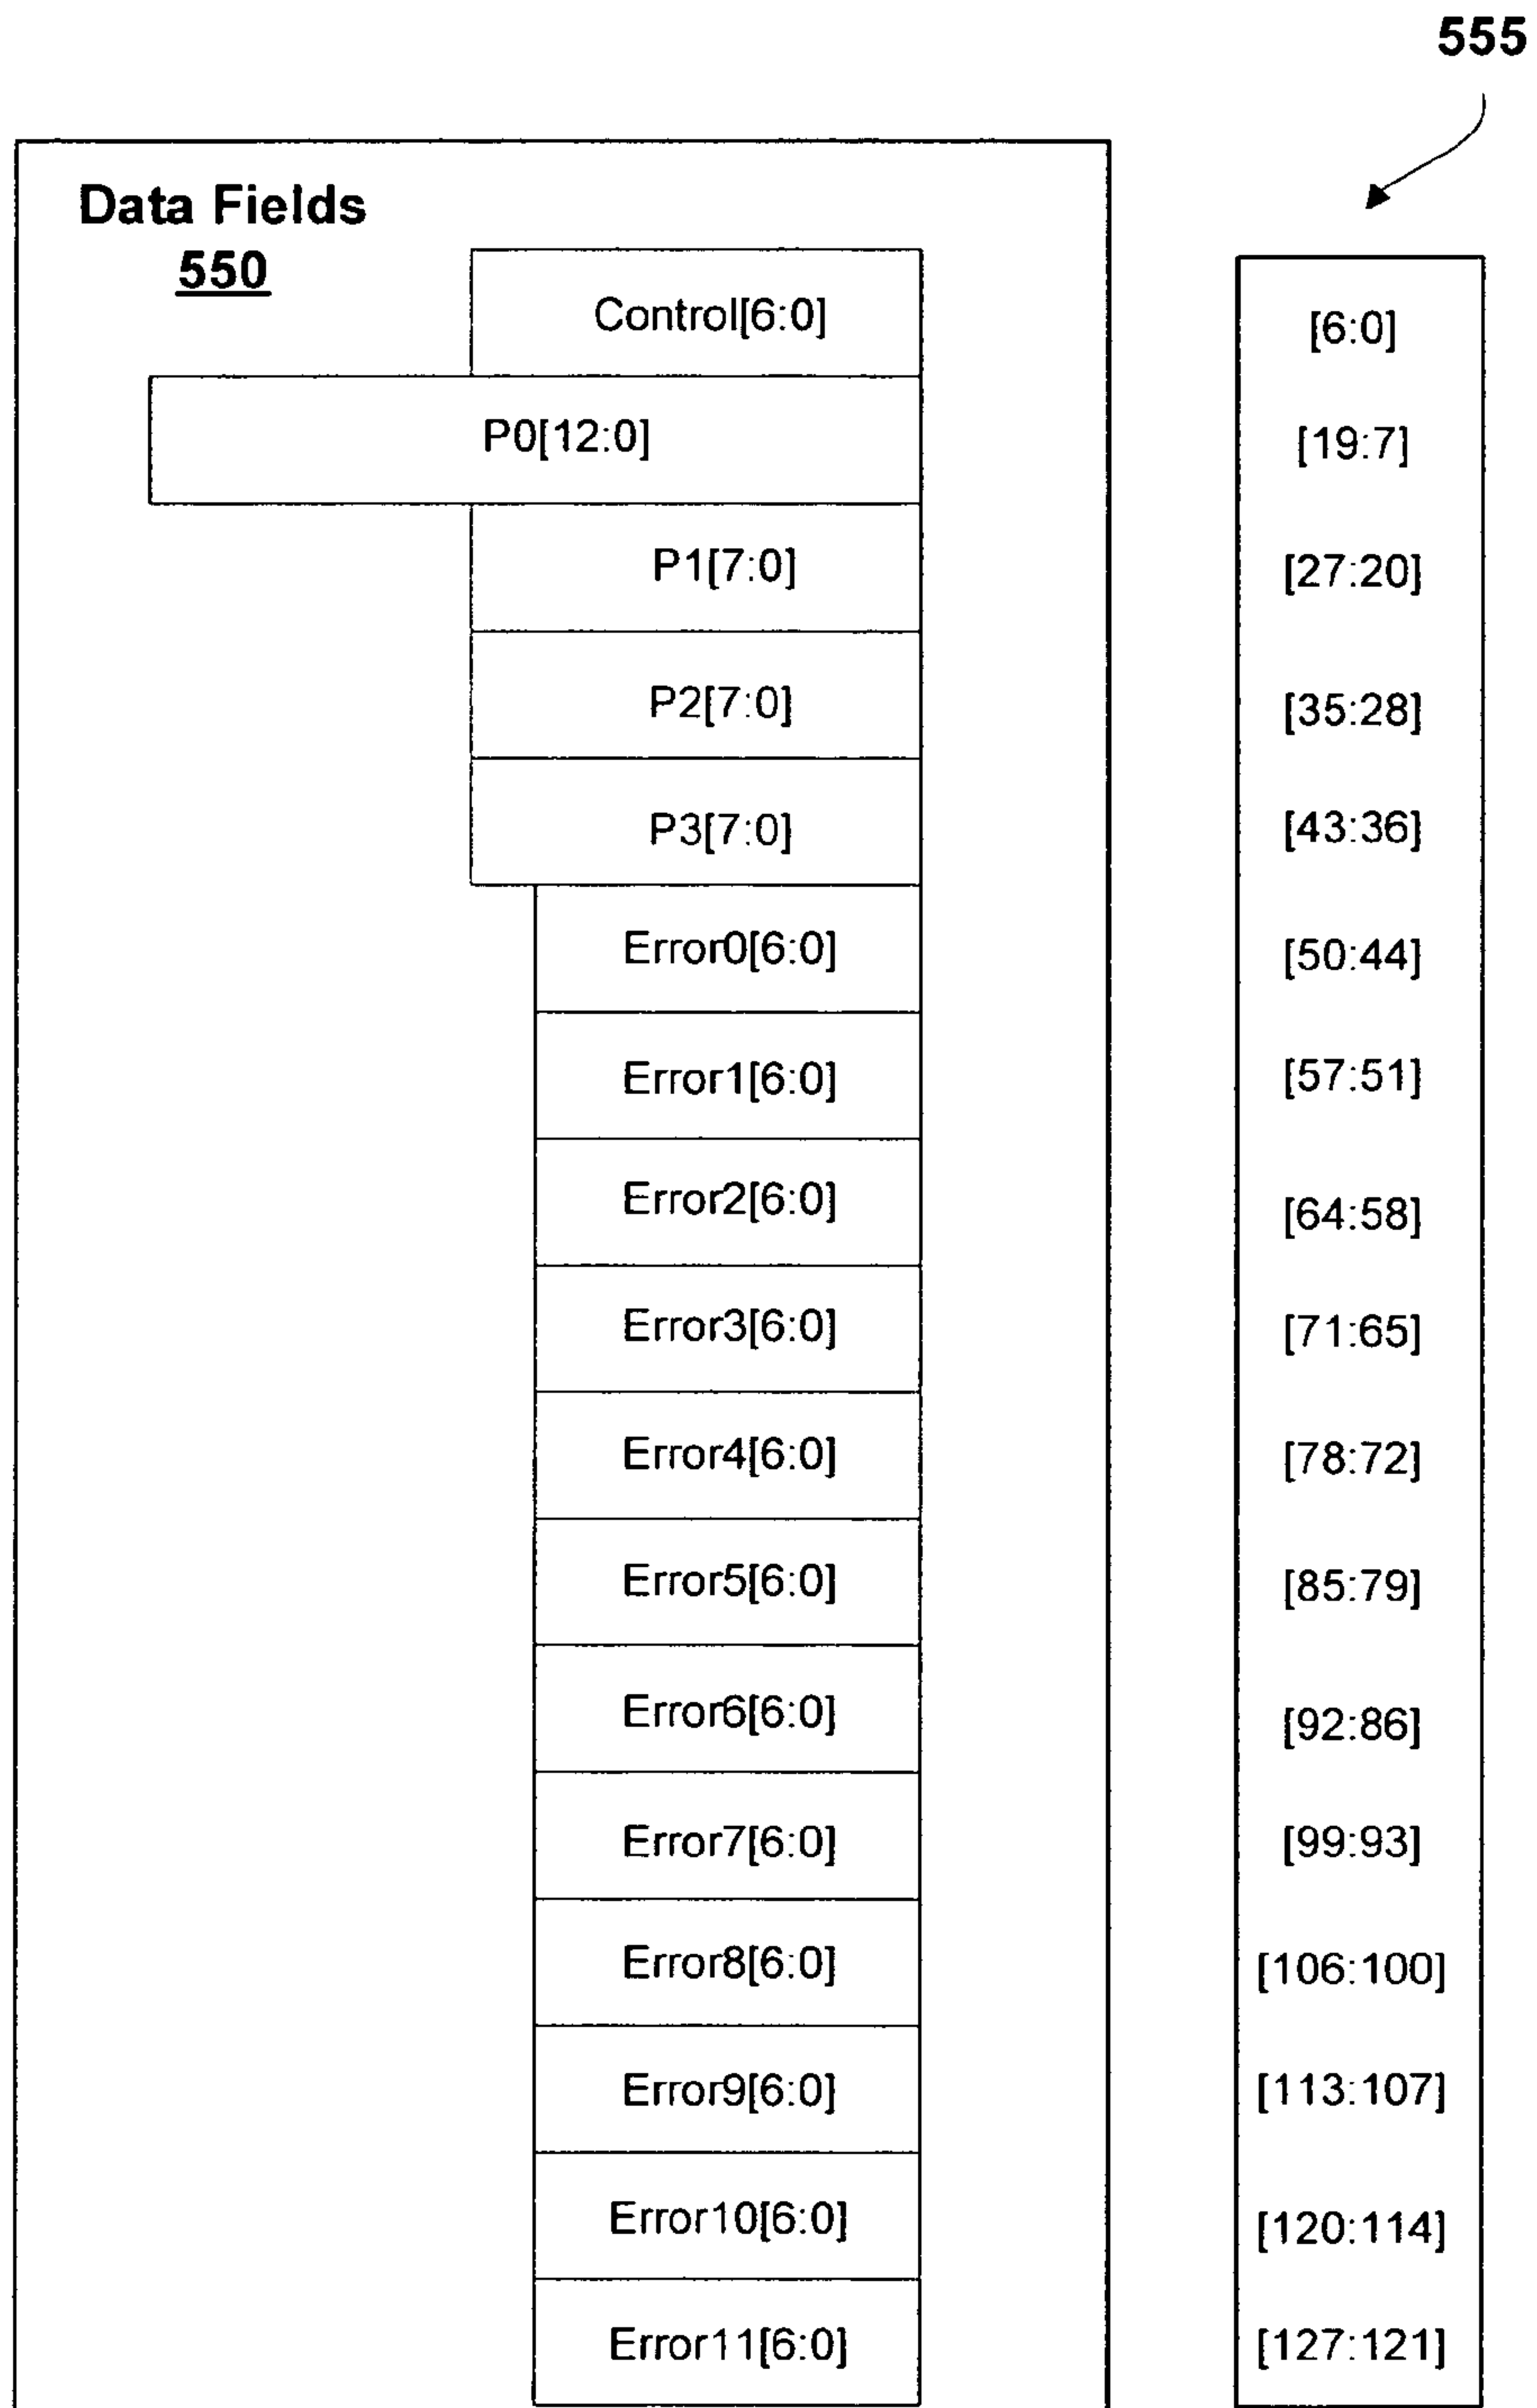 555
Data Fields
550
Control[6:0] [6:0]
P0[12:0] [19:7]
P1[7:0] [27:20]
P2[7:0] [35:28]
P3[7:0] [43:36]
Error0[6:0] [50:44]
Error1[6:0] [57:51]
Error2[6:0] [64:58]
Error3[6:0] [71:65]
Error4[6:0] [78:72]
Error5[6:0] [85:79]
Error6[6:0] [92:86]
Error7[6:0] [99:93]
Error8[6:0] [106:100]
Error9[6:0] [113:107]
Error10[6:0] [120:114]
Error11[6:0] [127:121]